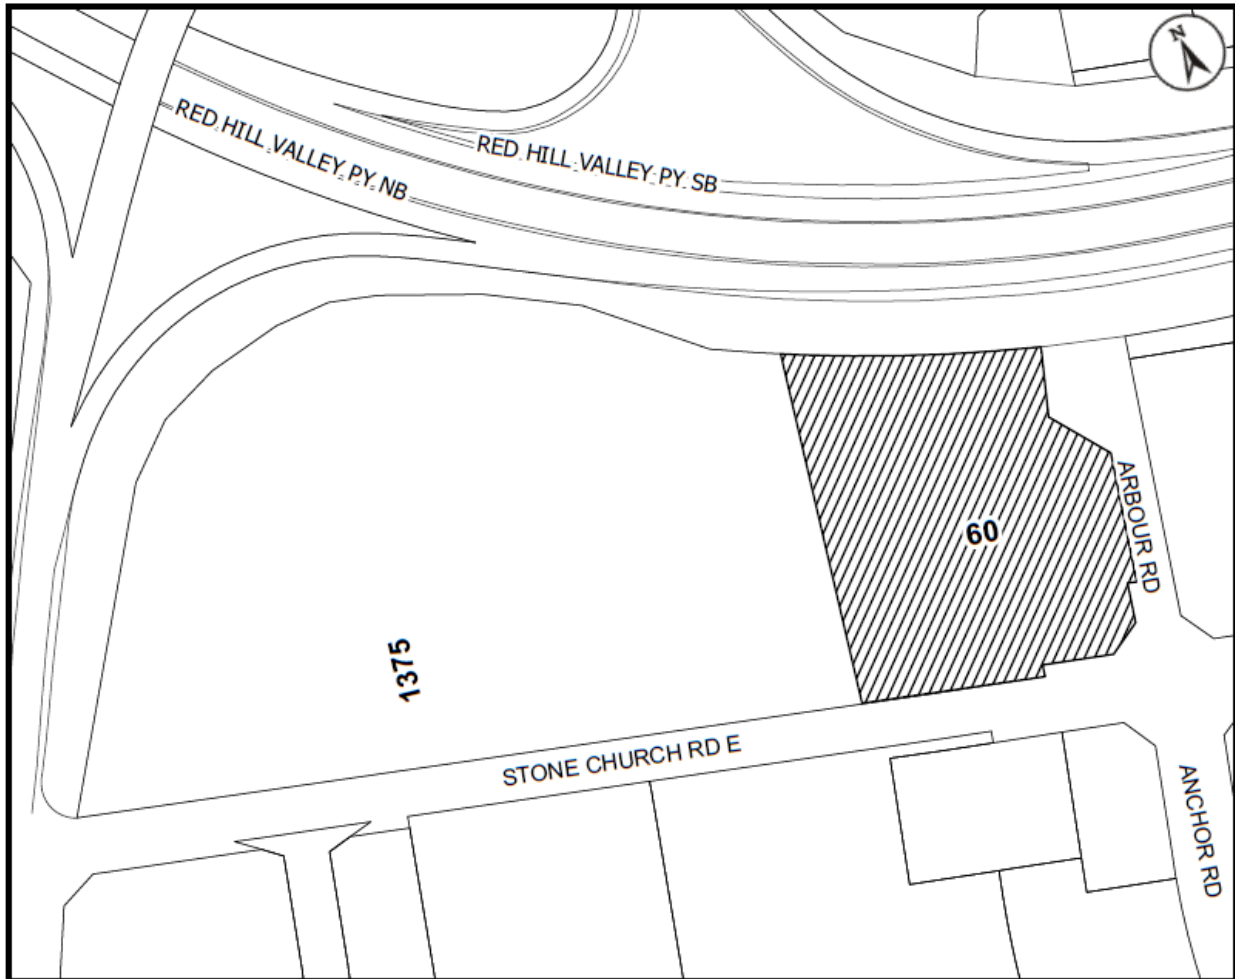 N
RED HILL VALLEY PY NB
RED HILL VALLEY PY SB
ARBOUR RD
60
1375
STONE CHURCH RD E
ANCHOR RD